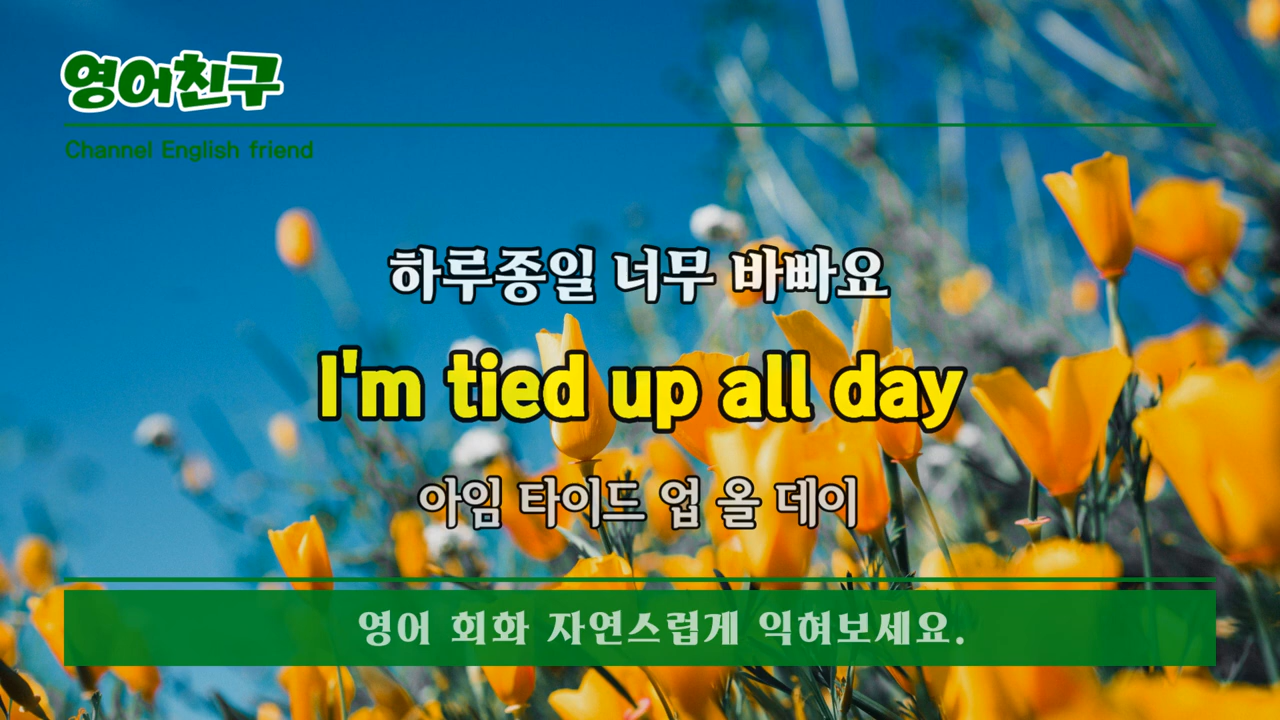 영어친구
Channel English friend
하루종일 너무 바빠요
I'm tied up all day
아임 타이드 업 올 데이
영어 회화 자연스럽게 익혀보세요.